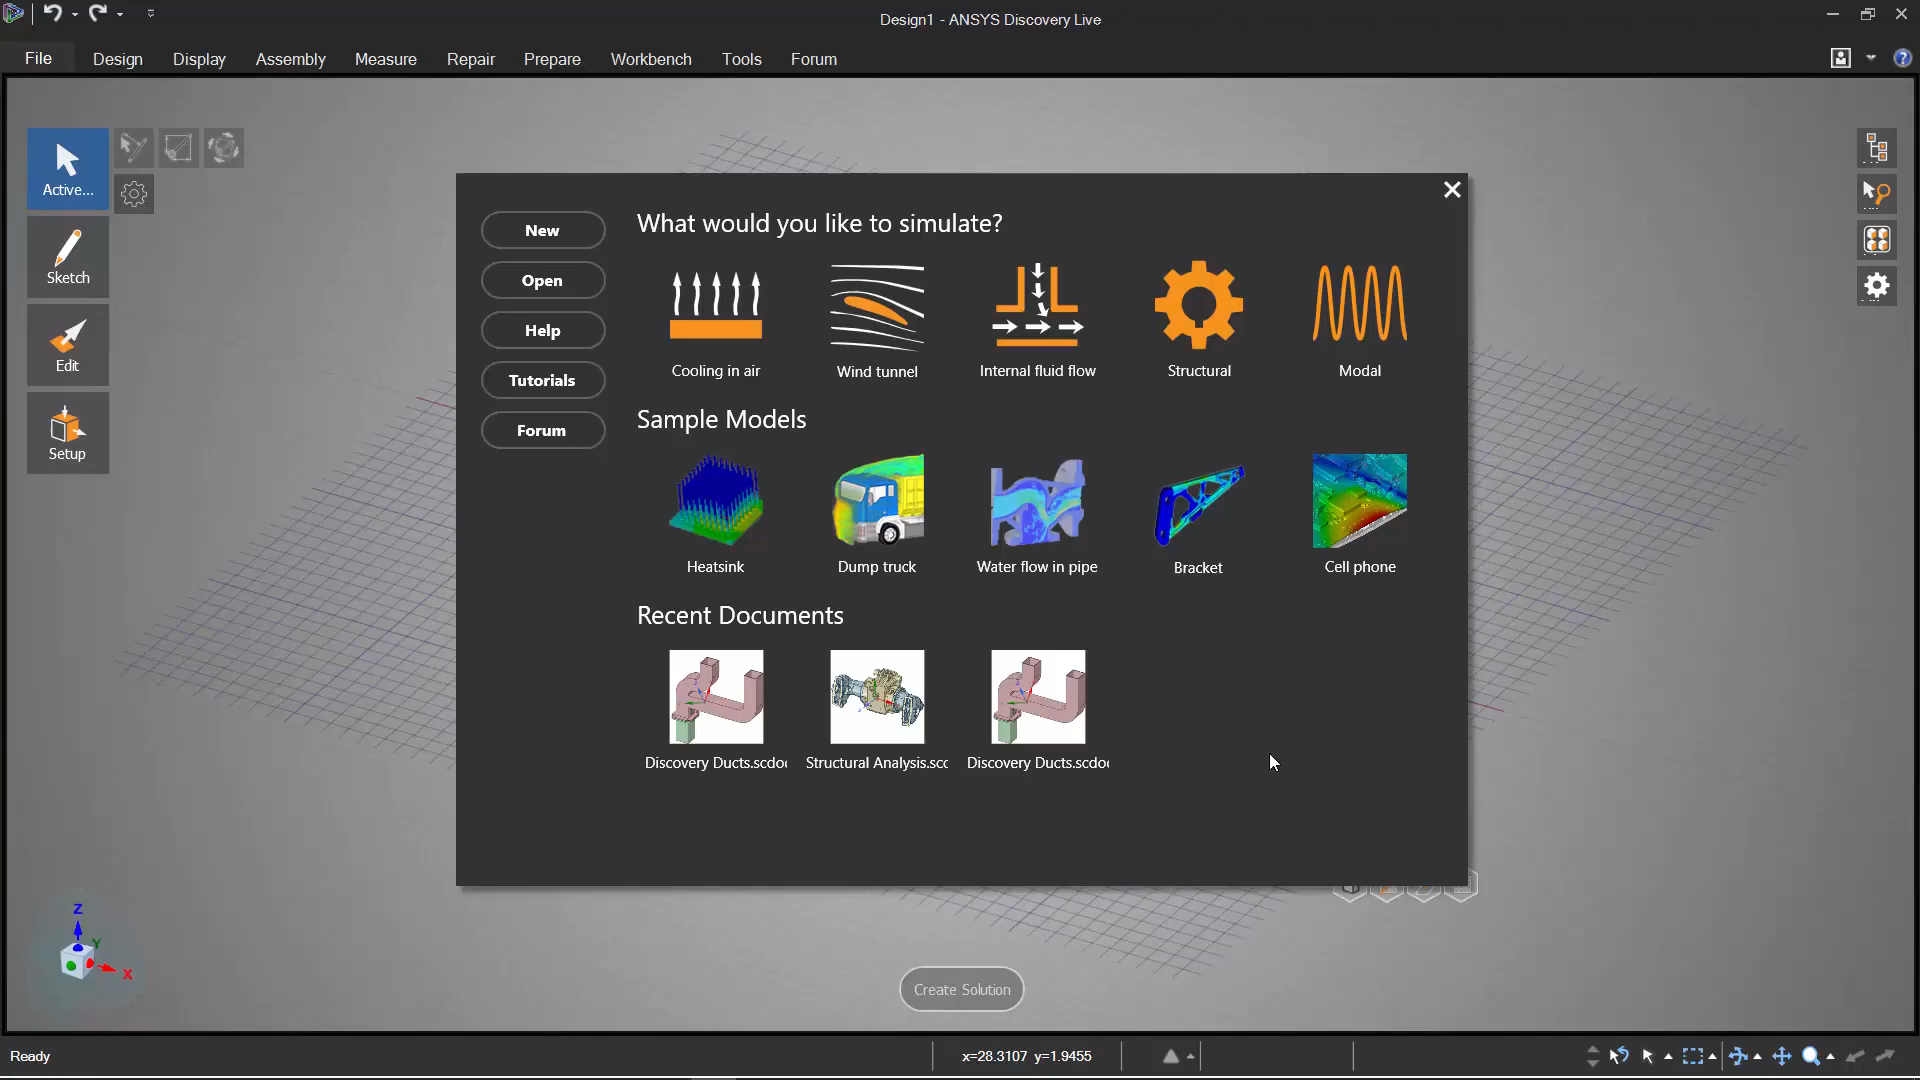 Design1 - ANSYS Discovery Live
File Design Display Assembly Measure Repair Prepare Workbench Tools Forum
Active...
Sketch
Edit
Setup
New
Open
Help
Tutorials
Forum
What would you like to simulate?
Cooling in air Wind tunnel Internal fluid flow Structural Modal
Sample Models
Heatsink Dump truck Water flow in pipe Bracket Cell phone
Recent Documents
Discovery Ducts.scdoc Structural Analysis.scc Discovery Ducts.scdoc
Z
Y
X
Create Solution
Ready x=28.3107 y=1.9455